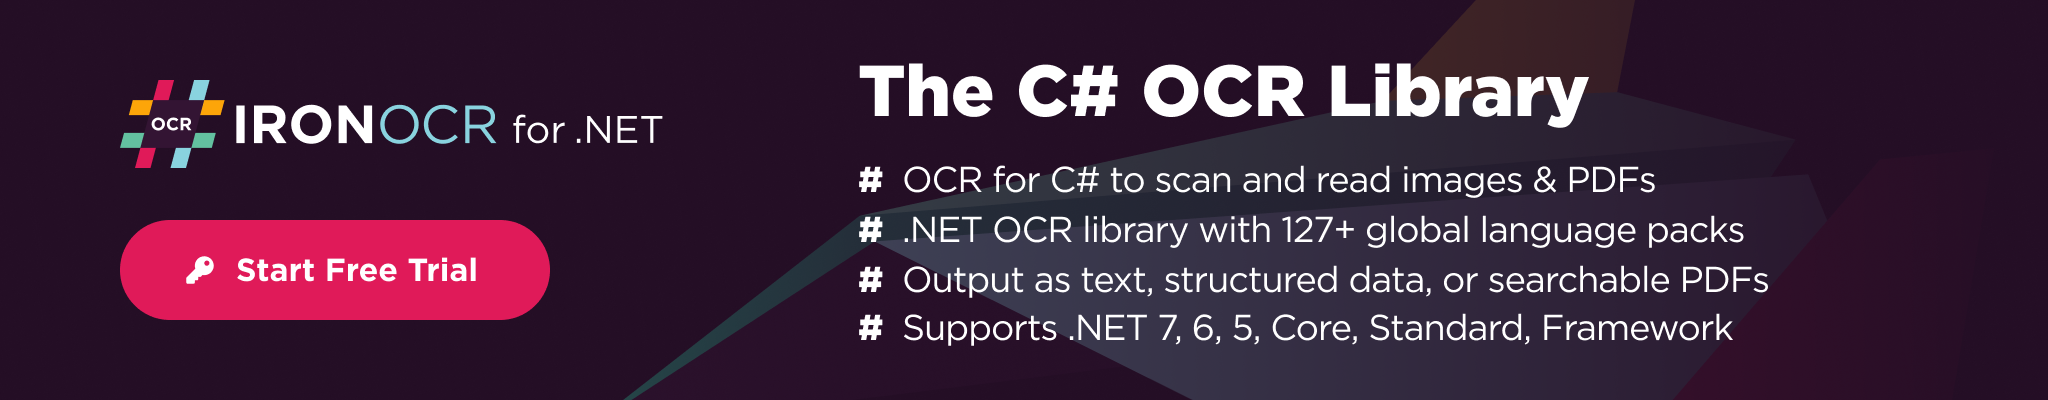 OCR
IRONOCR for .NET
Start Free Trial
The C# OCR Library
# OCR for C# to scan and read images & PDFs
# .NET OCR library with 127+ global language packs
# Output as text, structured data, or searchable PDFs
# Supports .NET 7, 6, 5, Core, Standard, Framework